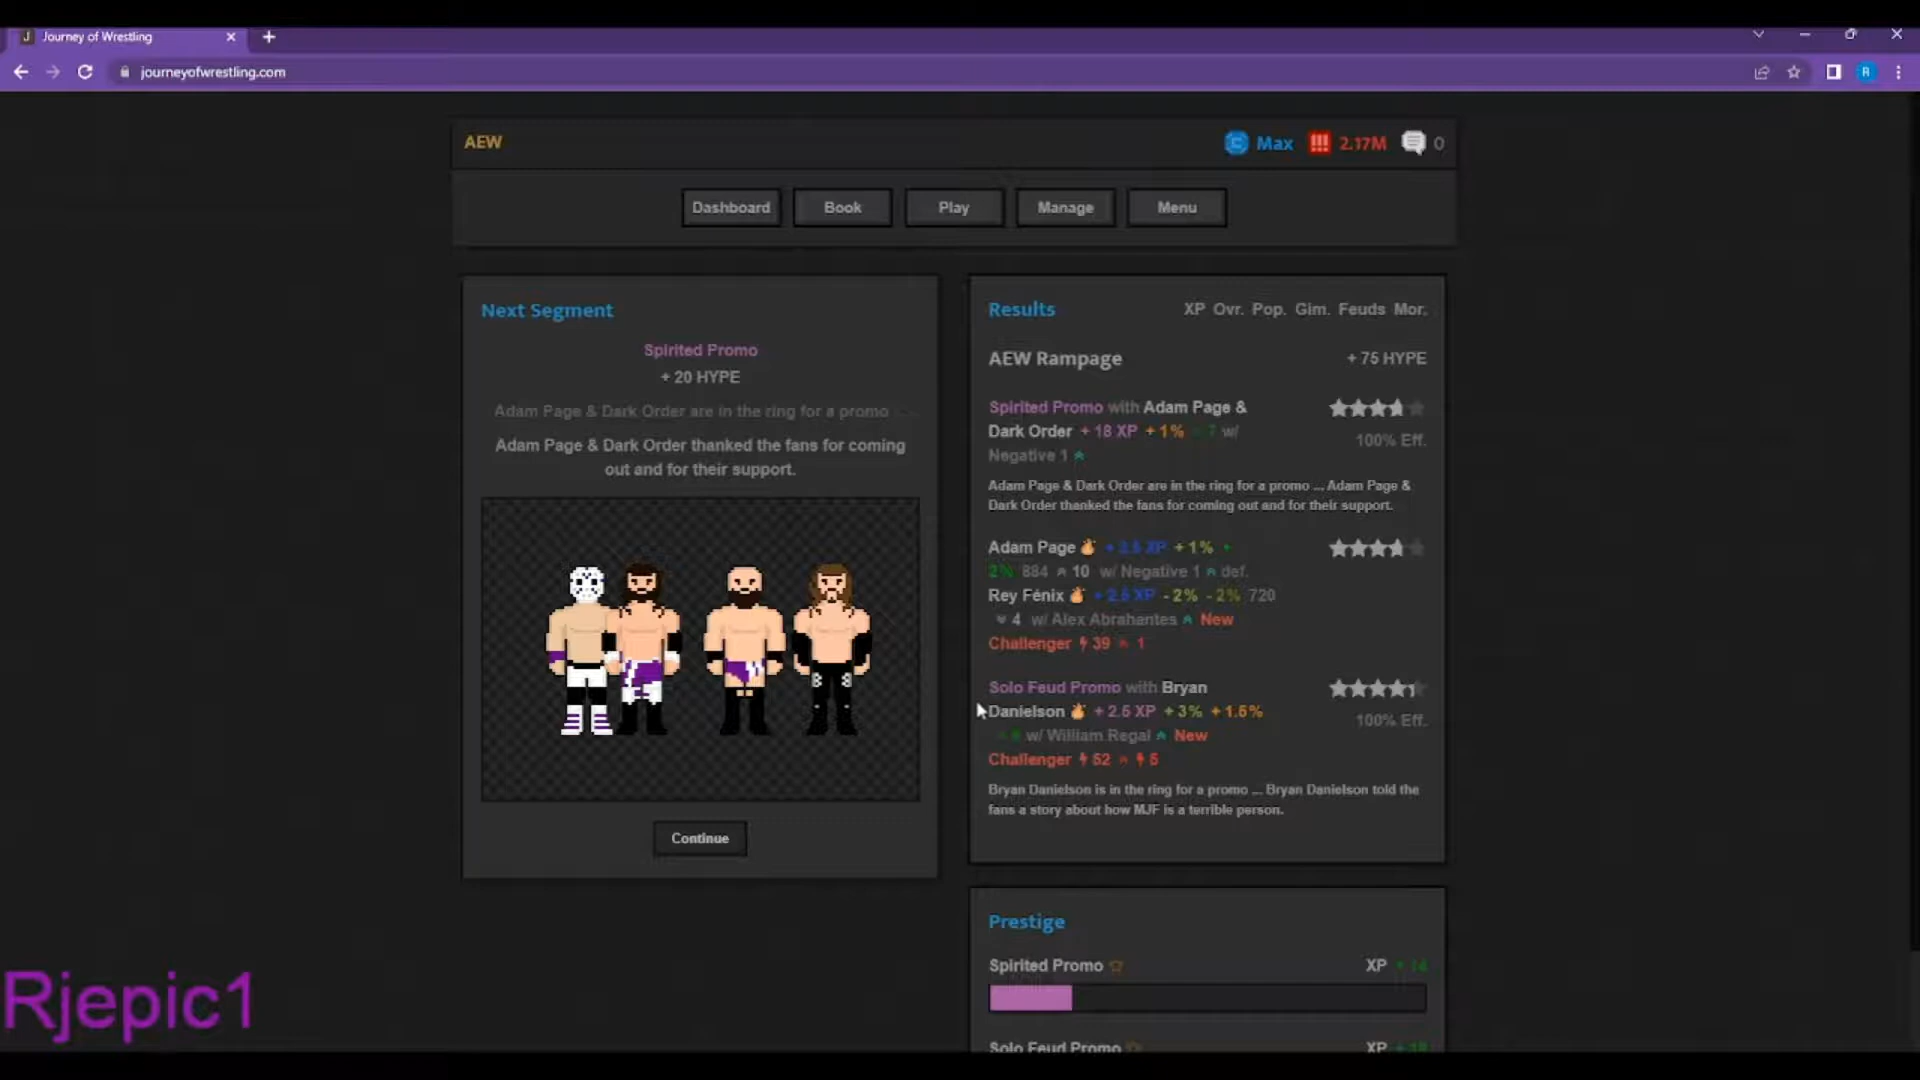 Journey of Wrestling
journeyofwrestling.com
R
AEW
Max 2.17M 0
Dashboard Book Play Manage Menu
Next Segment
Spirited Promo
+ 20 HYPE
Adam Page & Dark Order are in the ring for a promo ...
Adam Page & Dark Order thanked the fans for coming
out and for their support.
Continue
Results XP Ovr. Pop. Gim. Feuds Mor.
AEW Rampage + 75 HYPE
Spirited Promo with Adam Page &
Dark Order + 18 XP + 1% w/
100% Eff.
Negative 1
Adam Page & Dark Order are in the ring for a promo ... Adam Page &
Dark Order thanked the fans for coming out and for their support.
Adam Page XP + 1% +
2% 884 10 w/ Negative 1 def.
Rey Fénix + 2.5 XP - 2% - 2% 720
4 w/ Alex Abrahantes New
Challenger 39 1
Solo Feud Promo with Bryan
Danielson + 2.5 XP + 3% + 1.5%
100% Eff.
w/ William Regal New
Challenger 52 5
Bryan Danielson is in the ring for a promo ... Bryan Danielson told the
fans a story about how MJF is a terrible person.
Prestige
Spirited Promo XP + 14
Solo Feud Promo XP
Rjepic1